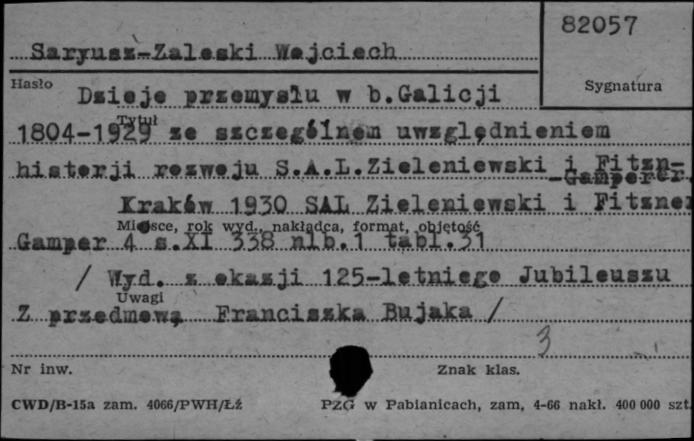 82057
Saryusz-Zaleski Wojciech
Hasło
Sygnatura
Dzieje przemysłu w b.Galicji
Tytuł
1804-1929 ze szczególnem uwzględnieniem
historji rozwoju S.A.L.Zieleniewski i Fitzn-
-Gamperer.
Kraków 1930 SAL Zieleniewski i Fitzner
Miejsce, rok wyd., nakładca, format, objętość
Gamper 4 s.XI 338 nlb.1 tabl.31
/ Wyd. z okazji 125-letniego Jubileuszu
Uwagi
Z przedmową Franciszka Bujaka /
3
Nr inw.
Znak klas.
CWD/B-15a zam. 4066/PWH/Łź
PZG w Pabianicach, zam, 4-66 nakł. 400 000 szt.